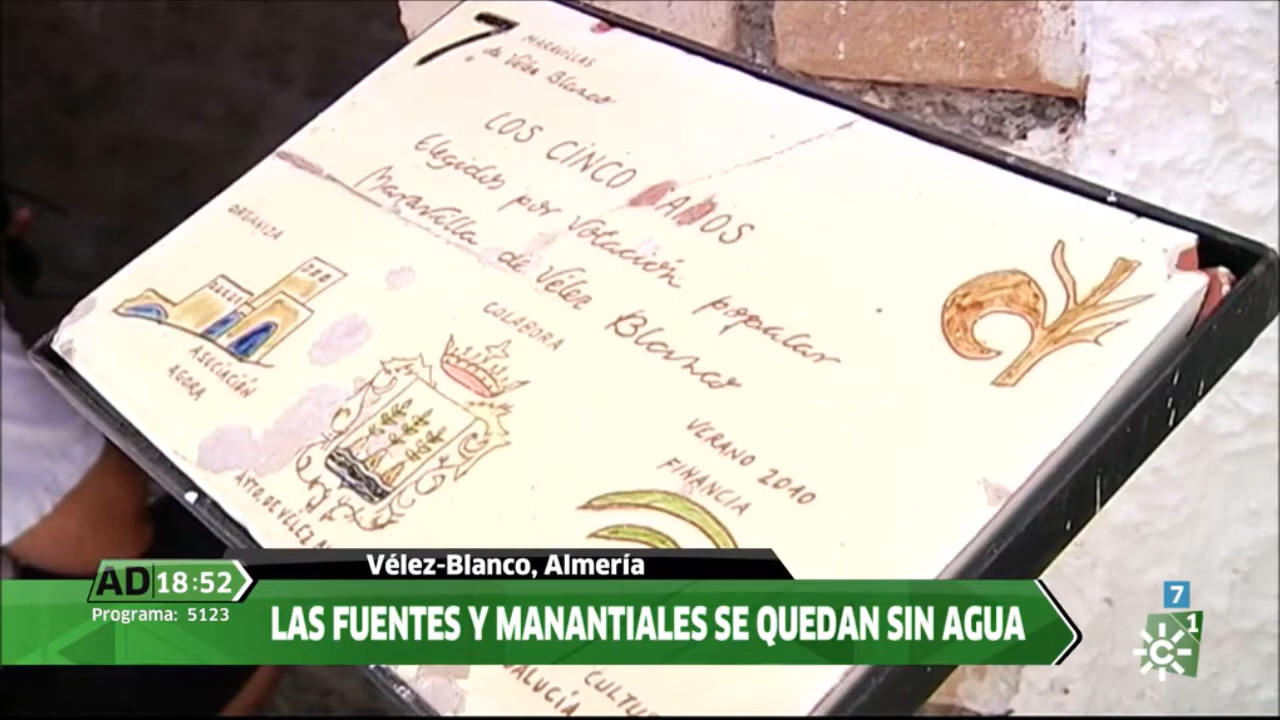 7 MARAVILLAS
de Vélez Blanco
LOS CINCO CAÑOS
Elegidos por votación popular
Maravilla de Vélez Blanco
ORGANIZA
ASOCIACIÓN
AGORA
COLABORA
AYTO. DE VÉLEZ
VERANO 2010
FINANCIA
Vélez-Blanco, Almería
AD 18:52
Programa: 5123
LAS FUENTES Y MANANTIALES SE QUEDAN SIN AGUA
7
1